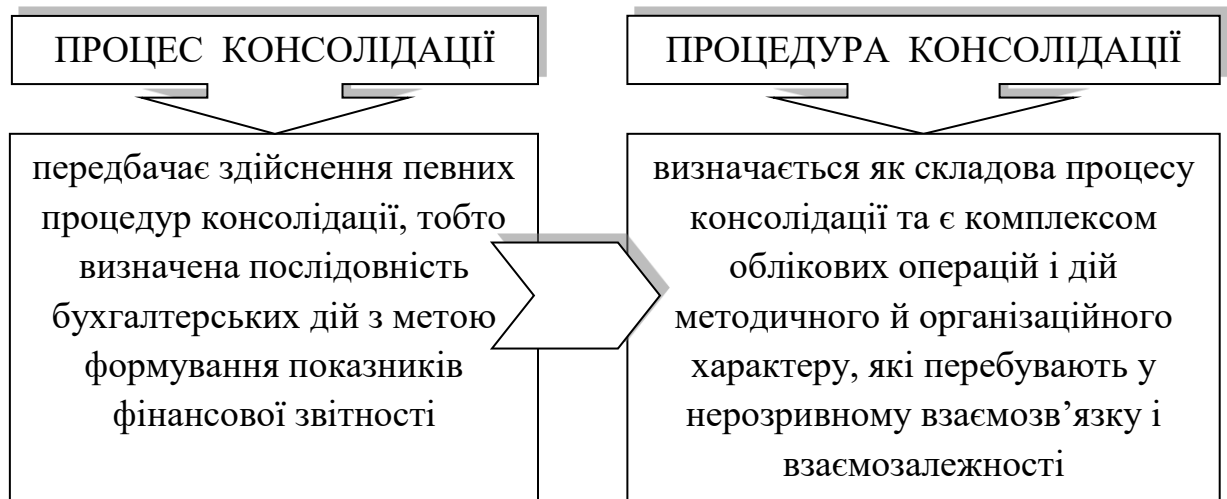 ПРОЦЕС КОНСОЛІДАЦІЇ
передбачає здійснення певних
процедур консолідації, тобто
визначена послідовність
бухгалтерських дій з метою
формування показників
фінансової звітності
ПРОЦЕДУРА КОНСОЛІДАЦІЇ
визначається як складова процесу
консолідації та є комплексом
облікових операцій і дій
методичного й організаційного
характеру, які перебувають у
нерозривному взаємозв’язку і
взаємозалежності